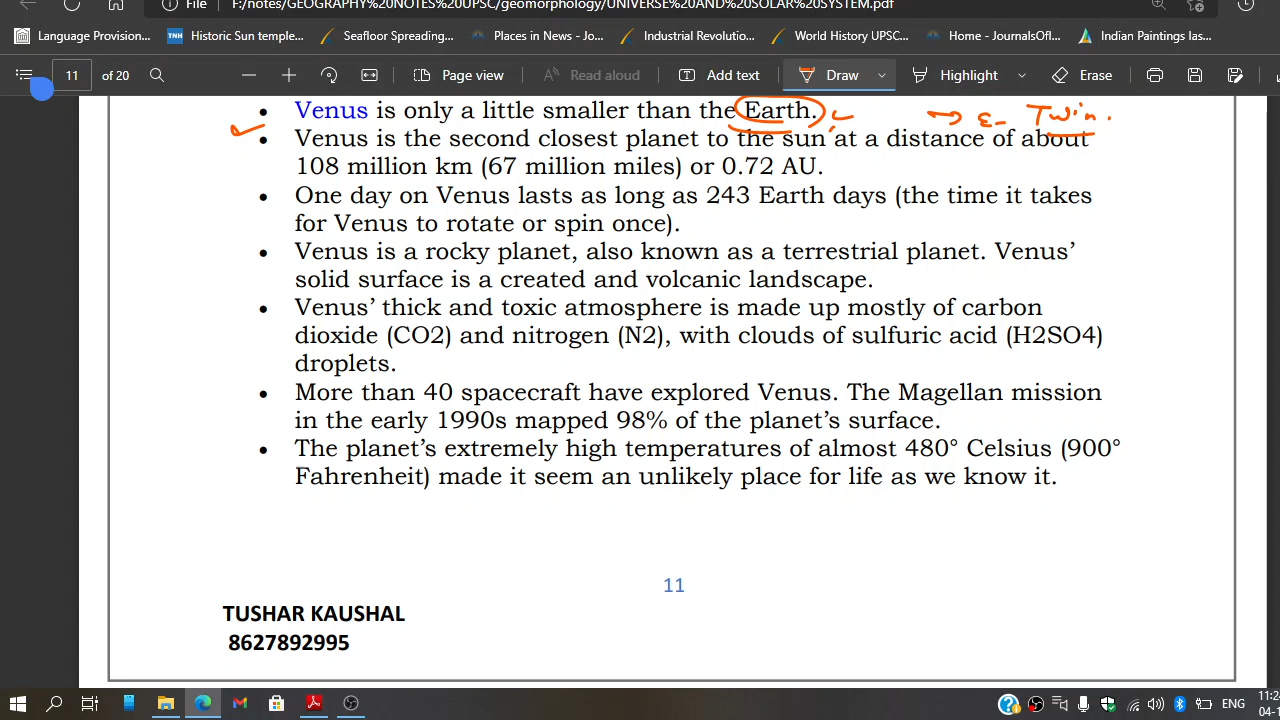 File | F:/notes/GEOGRAPHY%20NOTES%20UPSC/geomorphology/UNIVERSE%20AND%20SOLAR%20SYSTEM.pdf
Language Provision... TNH Historic Sun temple... Seafloor Spreading... Places in News - Jo... Industrial Revolutio... World History UPSC... Home - JournalsOfI... Indian Paintings las...
11 of 20 Page view Read aloud Add text Draw Highlight Erase
• Venus is only a little smaller than the Earth. → E- Twin.
• Venus is the second closest planet to the sun at a distance of about
108 million km (67 million miles) or 0.72 AU.
• One day on Venus lasts as long as 243 Earth days (the time it takes
for Venus to rotate or spin once).
• Venus is a rocky planet, also known as a terrestrial planet. Venus’
solid surface is a created and volcanic landscape.
• Venus’ thick and toxic atmosphere is made up mostly of carbon
dioxide (CO2) and nitrogen (N2), with clouds of sulfuric acid (H2SO4)
droplets.
• More than 40 spacecraft have explored Venus. The Magellan mission
in the early 1990s mapped 98% of the planet’s surface.
• The planet’s extremely high temperatures of almost 480° Celsius (900°
Fahrenheit) made it seem an unlikely place for life as we know it.
11
TUSHAR KAUSHAL
8627892995
ENG 11:24
04-1